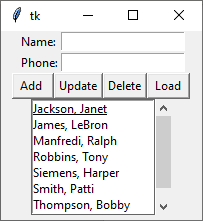 tk
Name:
Phone:
Add Update Delete Load
Jackson, Janet
James, LeBron
Manfredi, Ralph
Robbins, Tony
Siemens, Harper
Smith, Patti
Thompson, Bobby